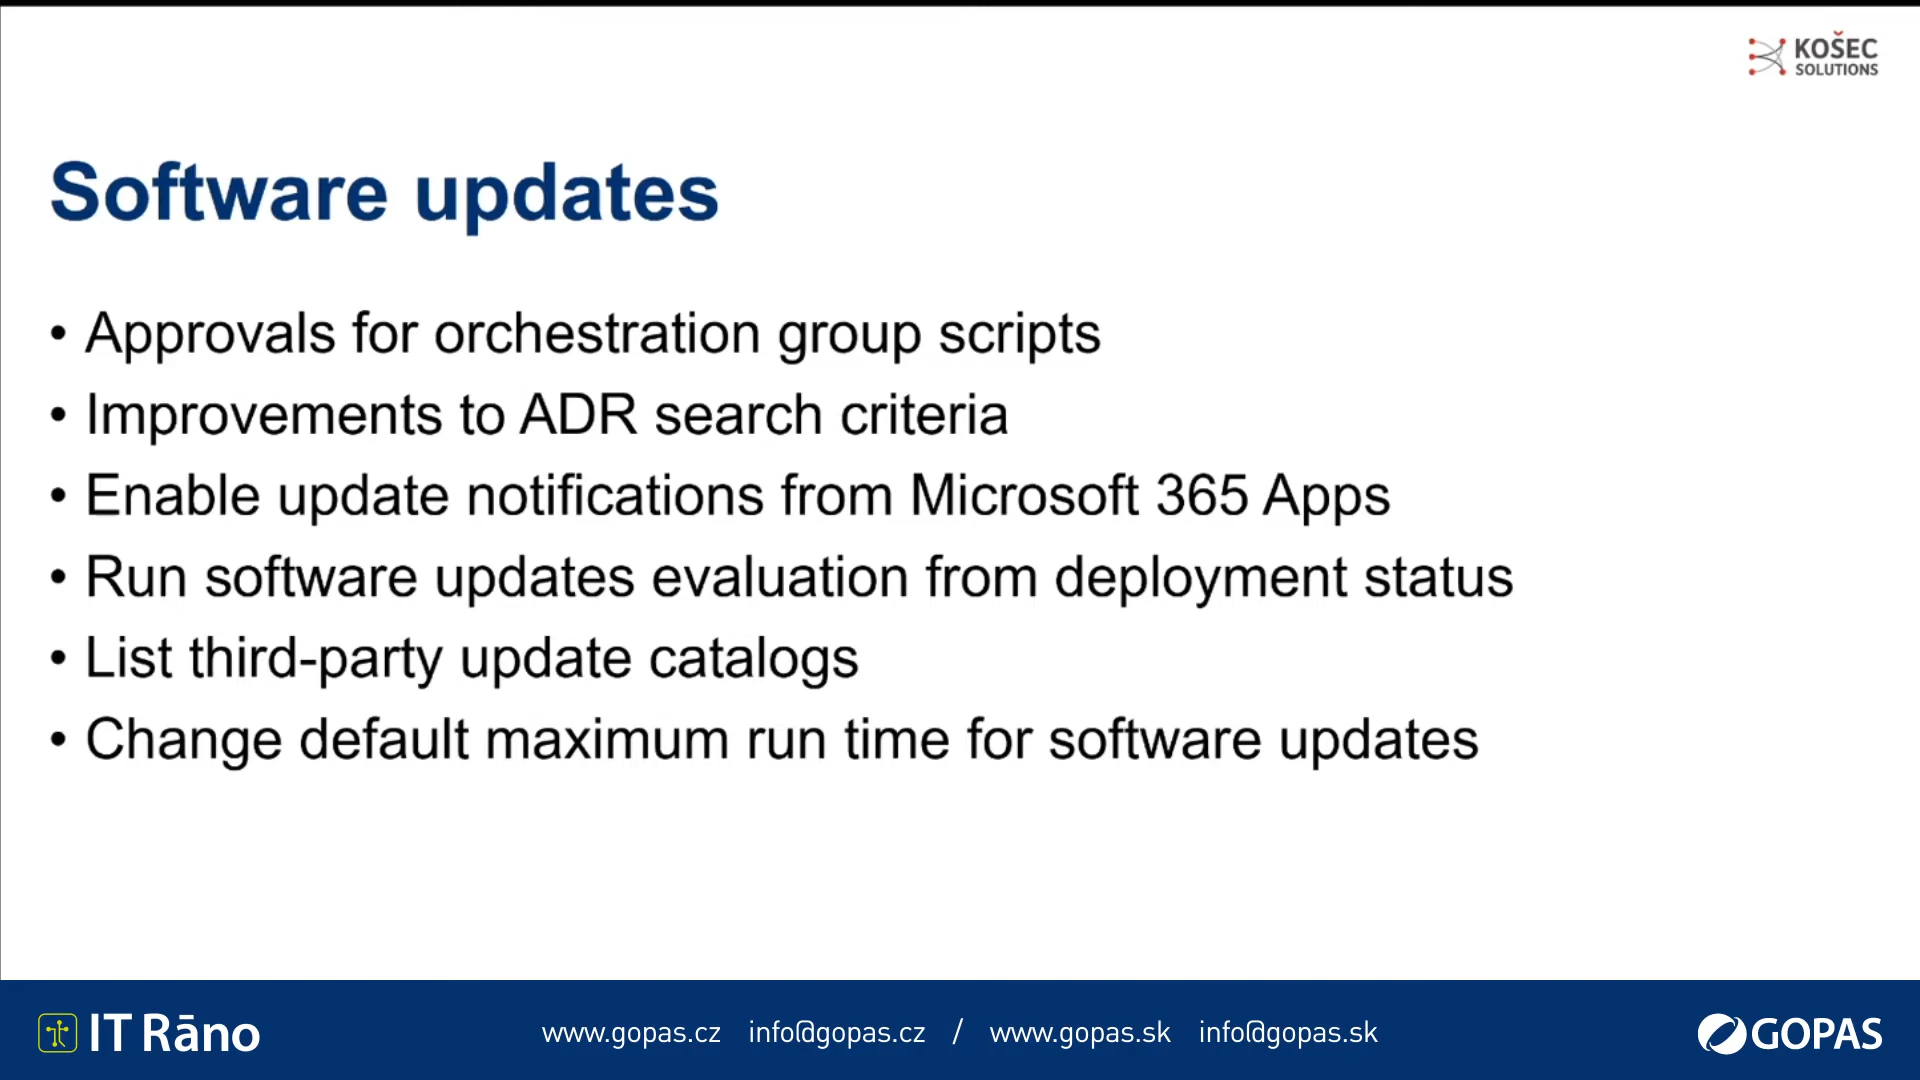 KOŠEC
SOLUTIONS
Software updates
• Approvals for orchestration group scripts
• Improvements to ADR search criteria
• Enable update notifications from Microsoft 365 Apps
• Run software updates evaluation from deployment status
• List third-party update catalogs
• Change default maximum run time for software updates
IT Rāno
www.gopas.cz info@gopas.cz / www.gopas.sk info@gopas.sk
GOPAS